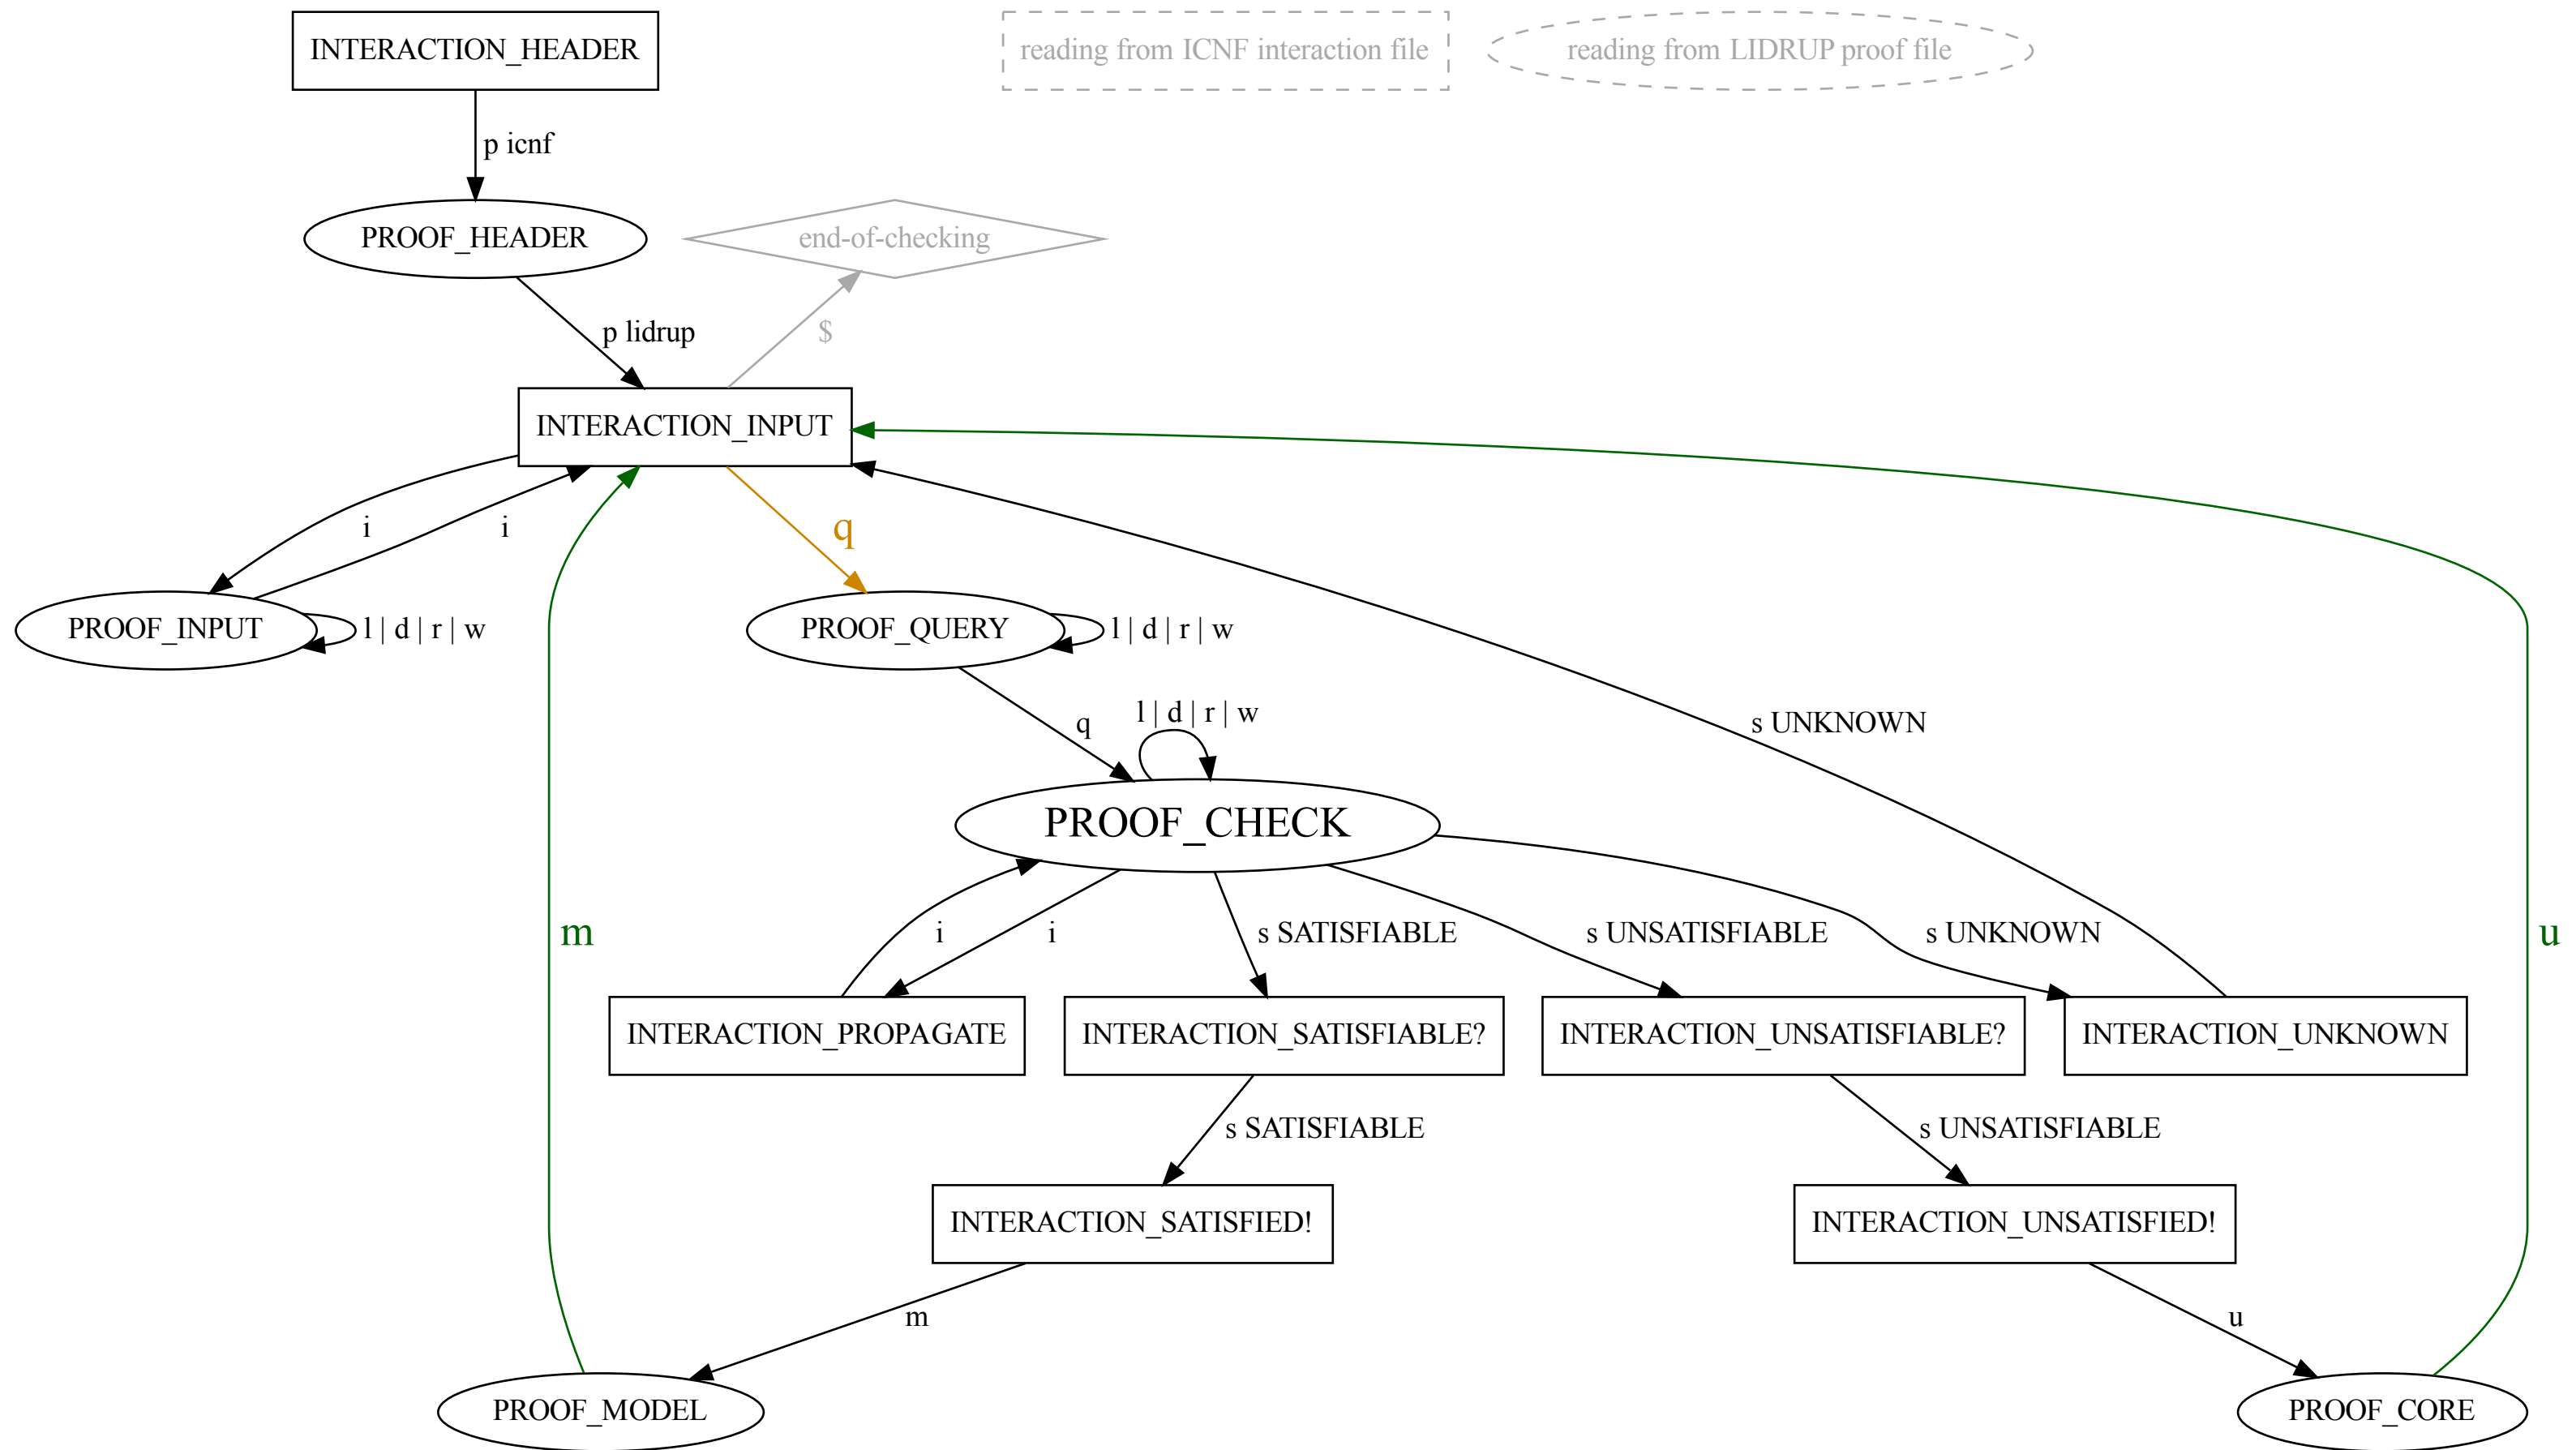 INTERACTION_HEADER
reading from ICNF interaction file
reading from LIDRUP proof file
p icnf
PROOF_HEADER
end-of-checking
p lidrup
$
INTERACTION_INPUT
i
i
q
PROOF_INPUT
l | d | r | w
PROOF_QUERY
l | d | r | w
q
l | d | r | w
s UNKNOWN
PROOF_CHECK
m
i
i
s SATISFIABLE
s UNSATISFIABLE
s UNKNOWN
u
INTERACTION_PROPAGATE
INTERACTION_SATISFIABLE?
INTERACTION_UNSATISFIABLE?
INTERACTION_UNKNOWN
s SATISFIABLE
s UNSATISFIABLE
INTERACTION_SATISFIED!
INTERACTION_UNSATISFIED!
m
u
PROOF_MODEL
PROOF_CORE